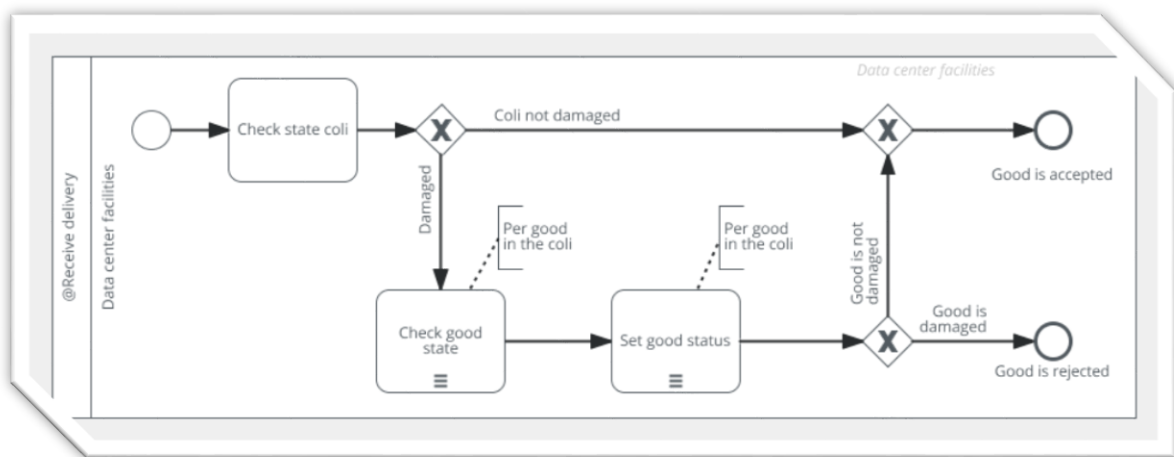 @Receive delivery
Data center facilities
Data center facilities
Check state coli
Coli not damaged
Damaged
Good is accepted
Per good
in the coli
Per good
in the coli
Good is not
damaged
Check good
state
Set good status
Good is
damaged
Good is rejected